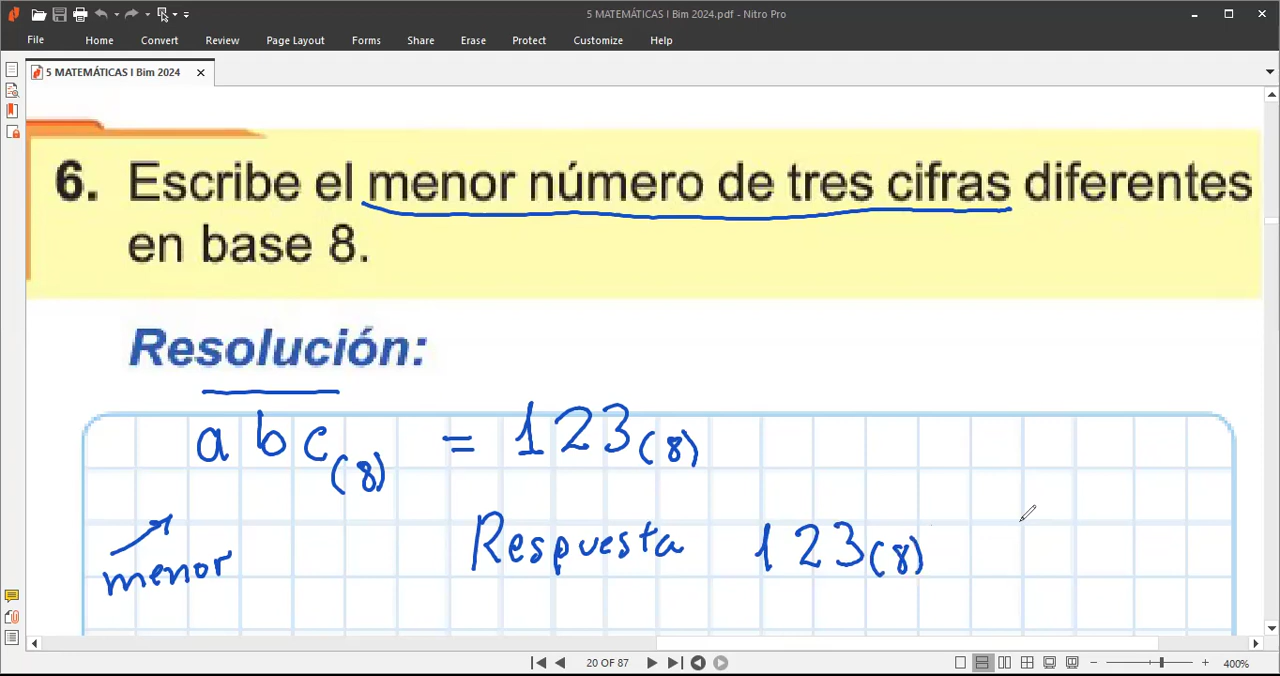 5 MATEMÁTICAS I Bim 2024.pdf - Nitro Pro
File Home Convert Review Page Layout Forms Share Erase Protect Customize Help
5 MATEMÁTICAS I Bim 2024
6. Escribe el menor número de tres cifras diferentes
en base 8.
Resolución:
abc(8) = 123(8)
menor
Respuesta 123(8)
20 OF 87
400%